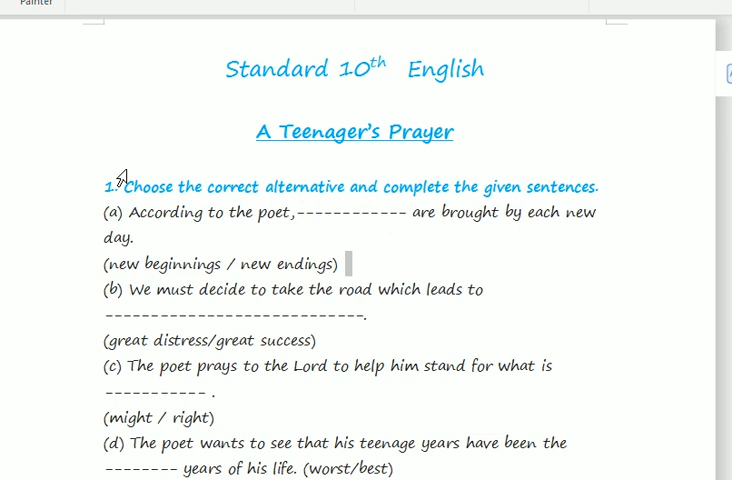 Painter
Standard 10th English
A Teenager's Prayer
1. Choose the correct alternative and complete the given sentences.
(a) According to the poet,------------ are brought by each new
day.
(new beginnings / new endings)
(b) We must decide to take the road which leads to
----------------------------.
(great distress/great success)
(c) The poet prays to the Lord to help him stand for what is
----------- .
(might / right)
(d) The poet wants to see that his teenage years have been the
-------- years of his life. (worst/best)